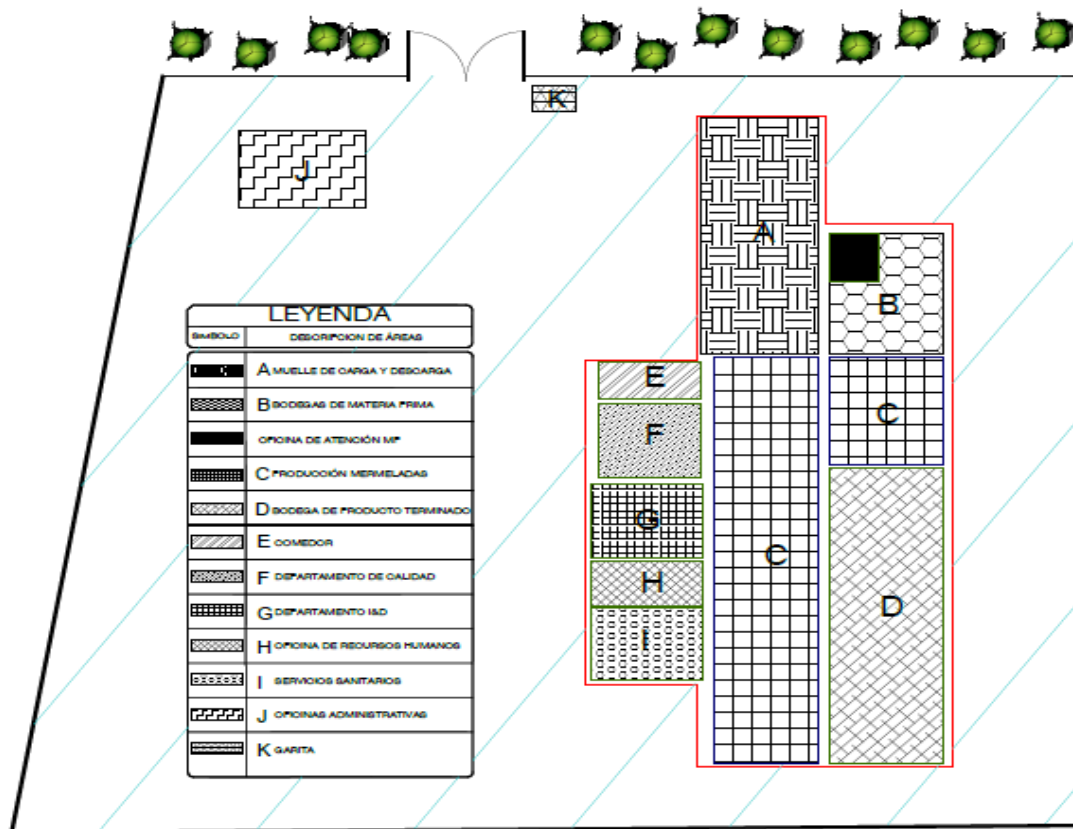 K
J
A
B
LEYENDA
SIMBOLO DESCRIPCION DE ÁREAS
A MUELLE DE CARGA Y DESCARGA
B BODEGAS DE MATERIA PRIMA
OFICINA DE ATENCIÓN MP
C PRODUCCIÓN MERMELADAS
D BODEGA DE PRODUCTO TERMINADO
E COMEDOR
F DEPARTAMENTO DE CALIDAD
G DEPARTAMENTO I&D
H OFICINA DE RECURSOS HUMANOS
I SERVICIOS SANITARIOS
J OFICINAS ADMINISTRATIVAS
K GARITA
E
F
C
G
C
H
D
I